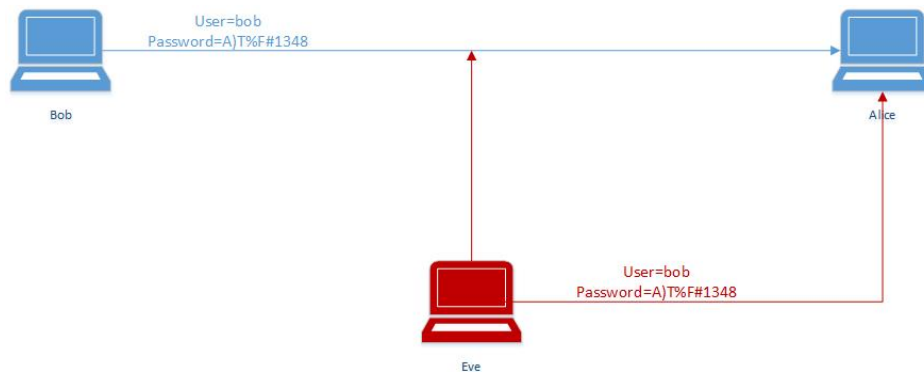 User=bob
Password=A)T%F#1348
Bob
Alice
User=bob
Password=A)T%F#1348
Eve